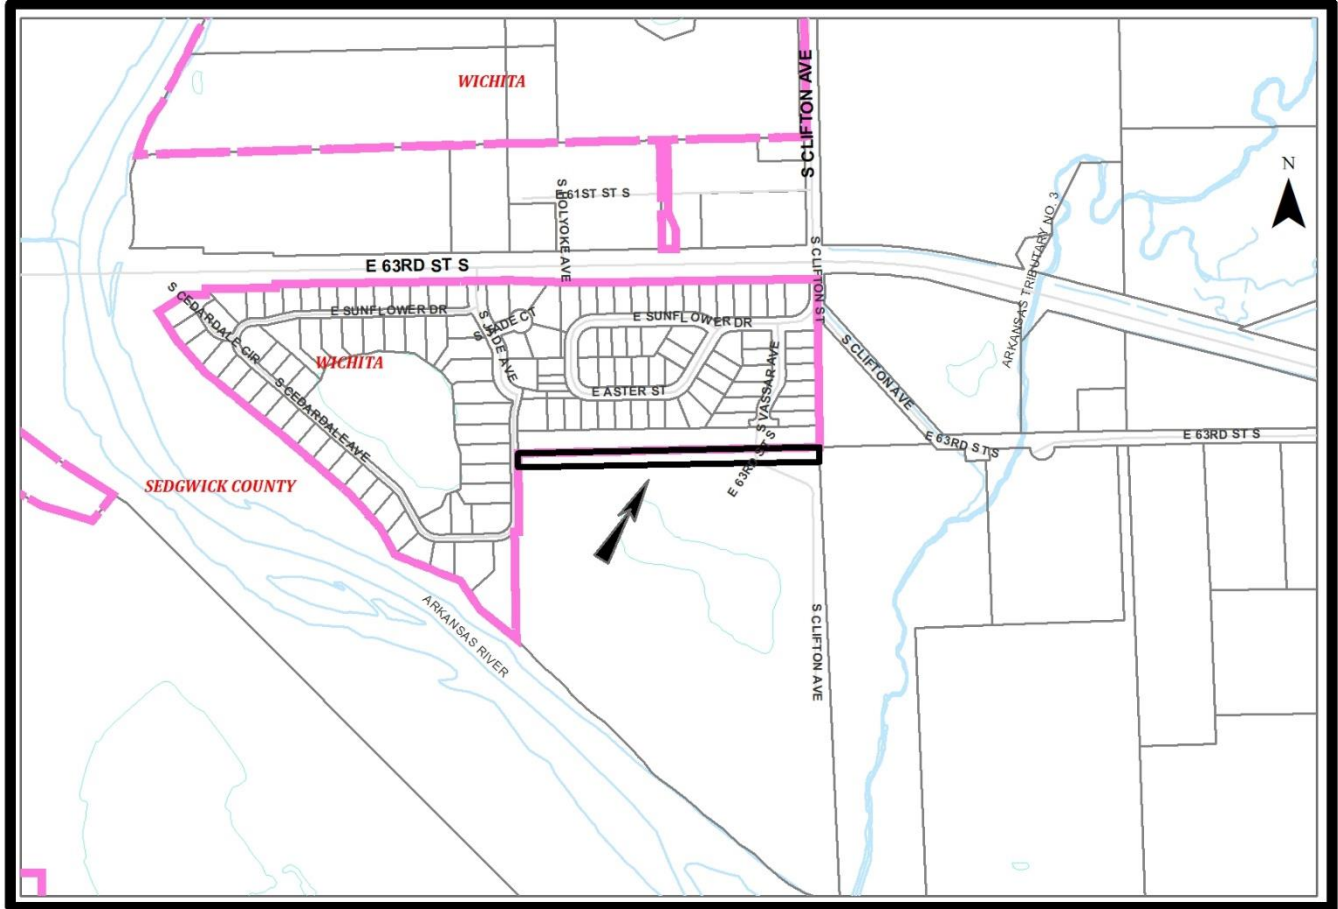 WICHITA
S CLIFTON AVE
N
E 61ST ST S
S HOLYOKE AVE
ARKANSAS TRIBUTARY NO. 3
E 63RD ST S
S CLIFTON ST
S CEDARDALE CIR
E SUNFLOWER DR
S JADE CT
E SUNFLOWER DR
S JADE AVE
WICHITA
S CLIFTON AVE
S VASSAR AVE
E ASTER ST
S CEDARDALE AVE
E 63RD ST S
E 63RD ST S
E 63RD ST S
SEDGWICK COUNTY
ARKANSAS RIVER
S CLIFTON AVE